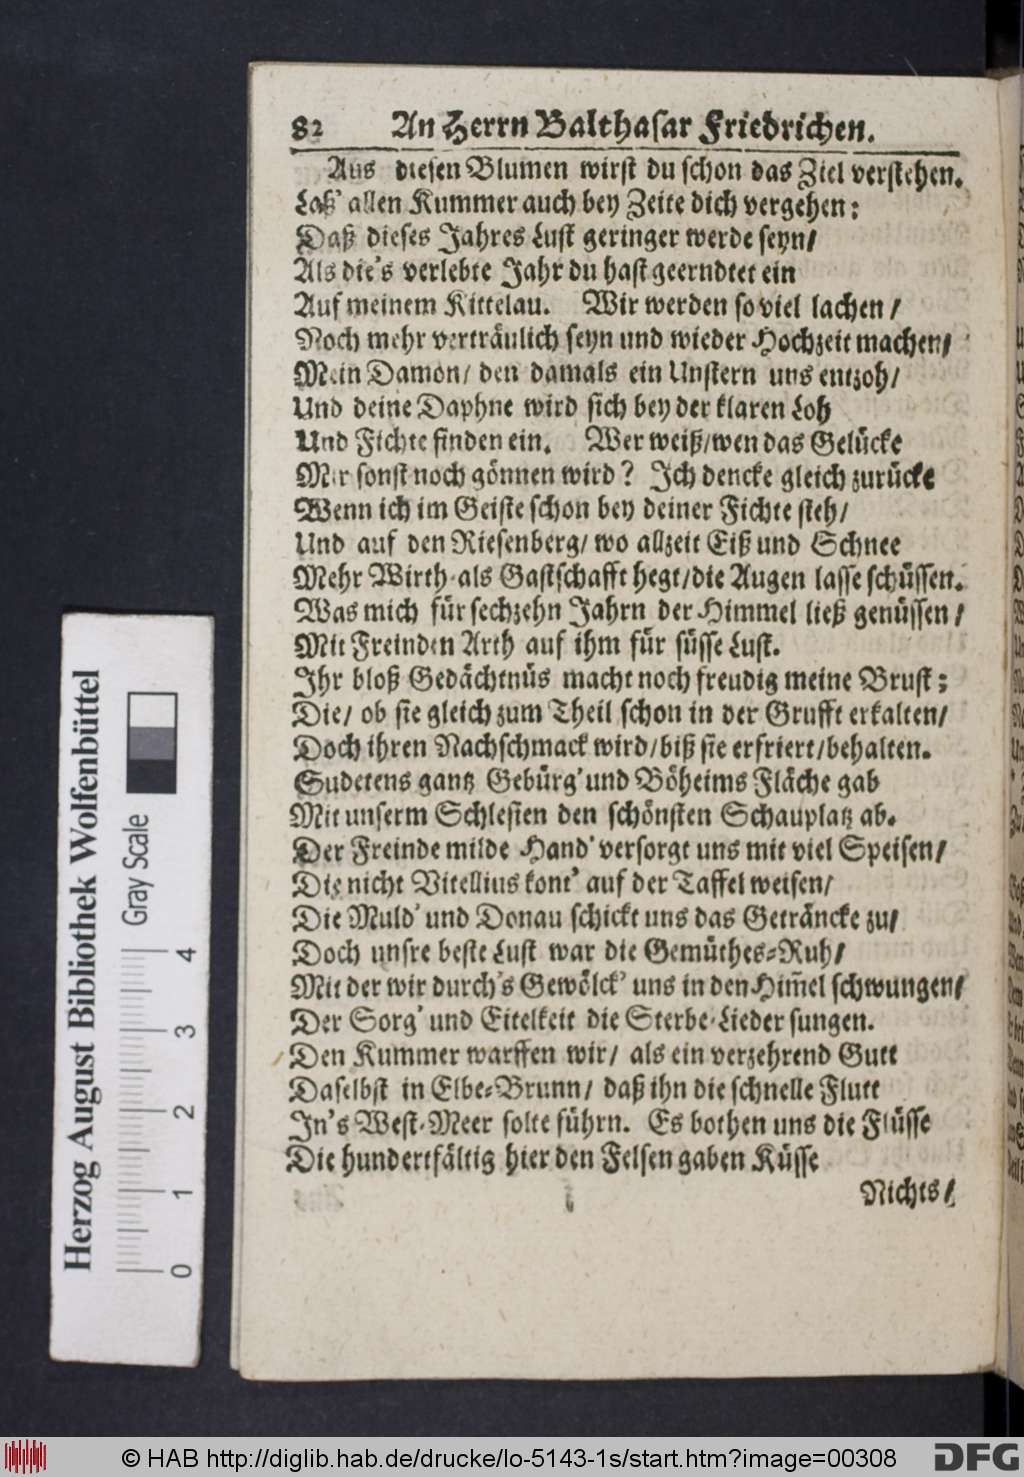 82 An Herrn Balthasar Friedrichen.
Aus diesen Blumen wirst du schon das Ziel verstehen.
Laß' allen Kummer auch bey Zeite dich vergehen:
Daß dieses Jahres Lust geringer werde seyn/
Als die's verlebte Jahr du hast geerndtet ein
Auf meinem Kittelau. Wir werden so viel lachen/
Noch mehr verträulich seyn und wieder Hochzeit machen/
Mein Damon/ den damals ein Unstern uns entzoh/
Und deine Daphne wird sich bey der klaren Loh
Und Fichte finden ein. Wer weiß/wen das Gelücke
Mir sonst noch gönnen wird? Ich dencke gleich zurücke
Wenn ich im Geiste schon bey deiner Fichte steh/
Und auf den Riesenberg/ wo allzeit Eiß und Schnee
Mehr Wirth-als Gastschafft hegt/die Augen lasse schüssen.
Was mich für sechzehn Jahrn der Himmel ließ genüssen/
Mit Freinden Arth auf ihm für süsse Lust.
Ihr bloß Gedächtnüs macht noch freudig meine Brust;
Die/ ob sie gleich zum Theil schon in der Grufft erkalten/
Doch ihren Nachschmack wird/biß sie erfriert/behalten.
Sudetens gantz Gebürg' und Böheims Fläche gab
Mit unserm Schlesien den schönsten Schauplatz ab.
Der Freinde milde Hand' versorgt uns mit viel Speisen/
Die nicht Vitellius kont' auf der Taffel weisen/
Die Muld' und Donau schickt uns das Geträncke zu/
Doch unsre beste Lust war die Gemüthes-Ruh/
Mit der wir durch's Gewölck' uns in den Him̃el schwungen/
Der Sorg' und Eitelkeit die Sterbe-Lieder sungen.
Den Kummer warffen wir/ als ein verzehrend Gutt
Daselbst in Elbe-Brunn/ daß ihn die schnelle Flutt
In's West-Meer solte führn. Es bothen uns die Flüsse
Die hundertfältig hier den Felsen gaben Küsse
Nichts/
Herzog August Bibliothek Wolfenbüttel
Gray Scale
0 1 2 3 4
© HAB http://diglib.hab.de/drucke/lo-5143-1s/start.htm?image=00308
DFG